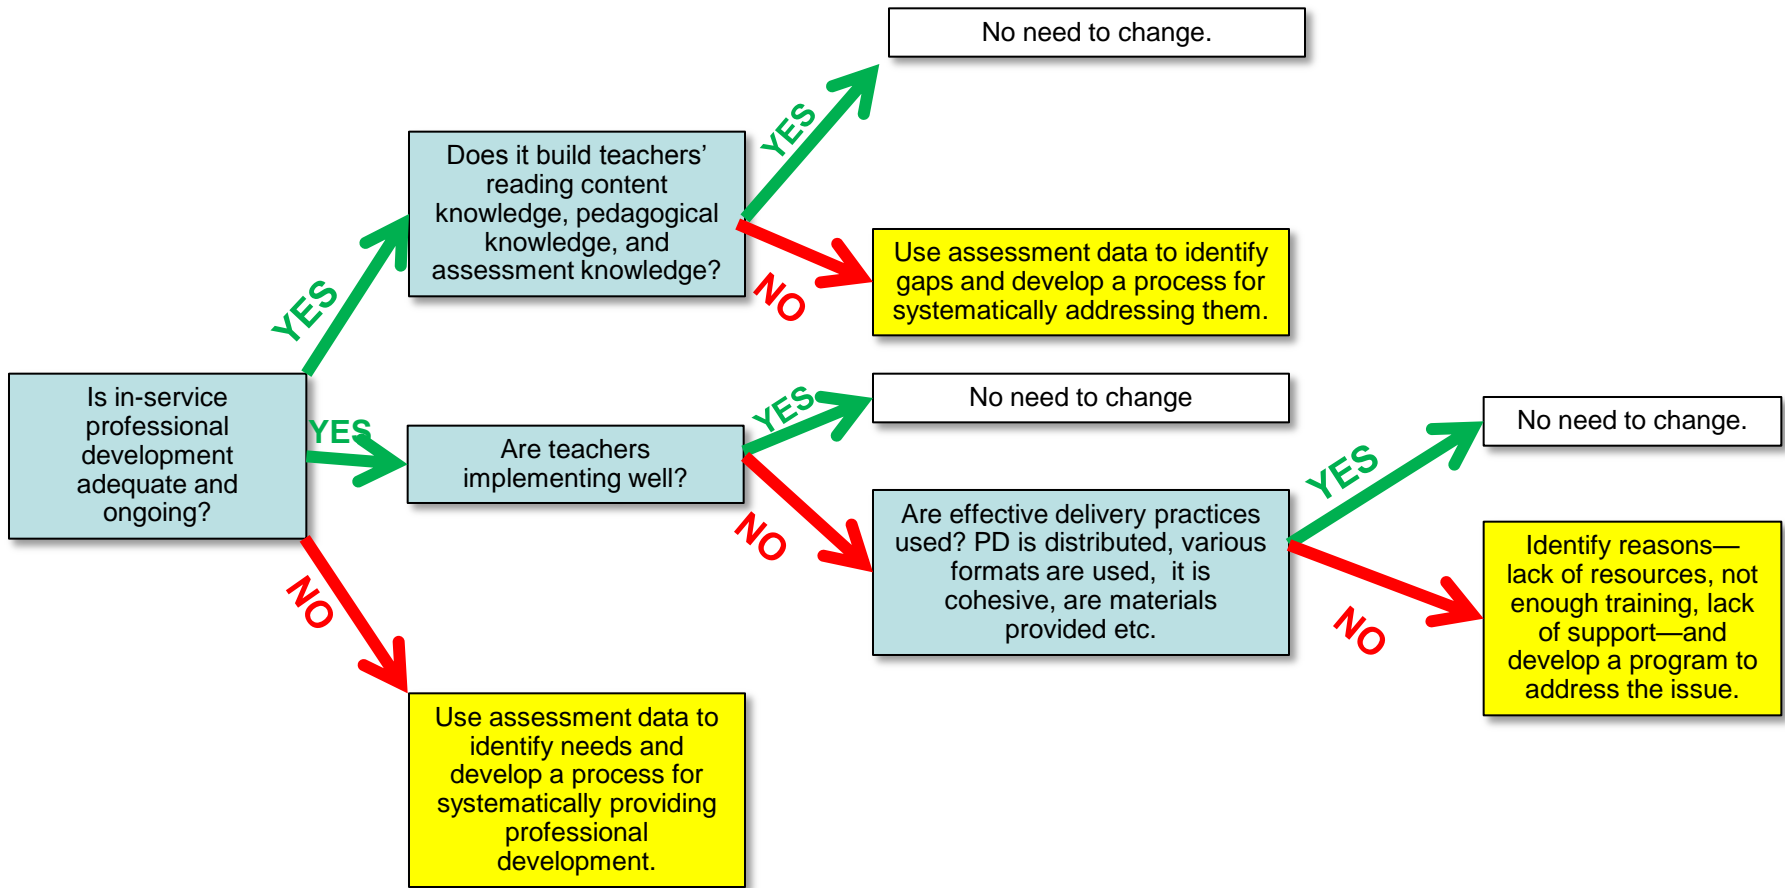 No need to change.
YES
Does it build teachers’
reading content
knowledge, pedagogical
knowledge, and
assessment knowledge?
NO
Use assessment data to identify
gaps and develop a process for
systematically addressing them.
YES
Is in-service
professional
development
adequate and
ongoing?
YES
Are teachers
implementing well?
YES
No need to change
NO
Are effective delivery practices
used? PD is distributed, various
formats are used, it is
cohesive, are materials
provided etc.
YES
No need to change.
NO
Identify reasons—
lack of resources, not
enough training, lack
of support—and
develop a program to
address the issue.
NO
Use assessment data to
identify needs and
develop a process for
systematically providing
professional
development.